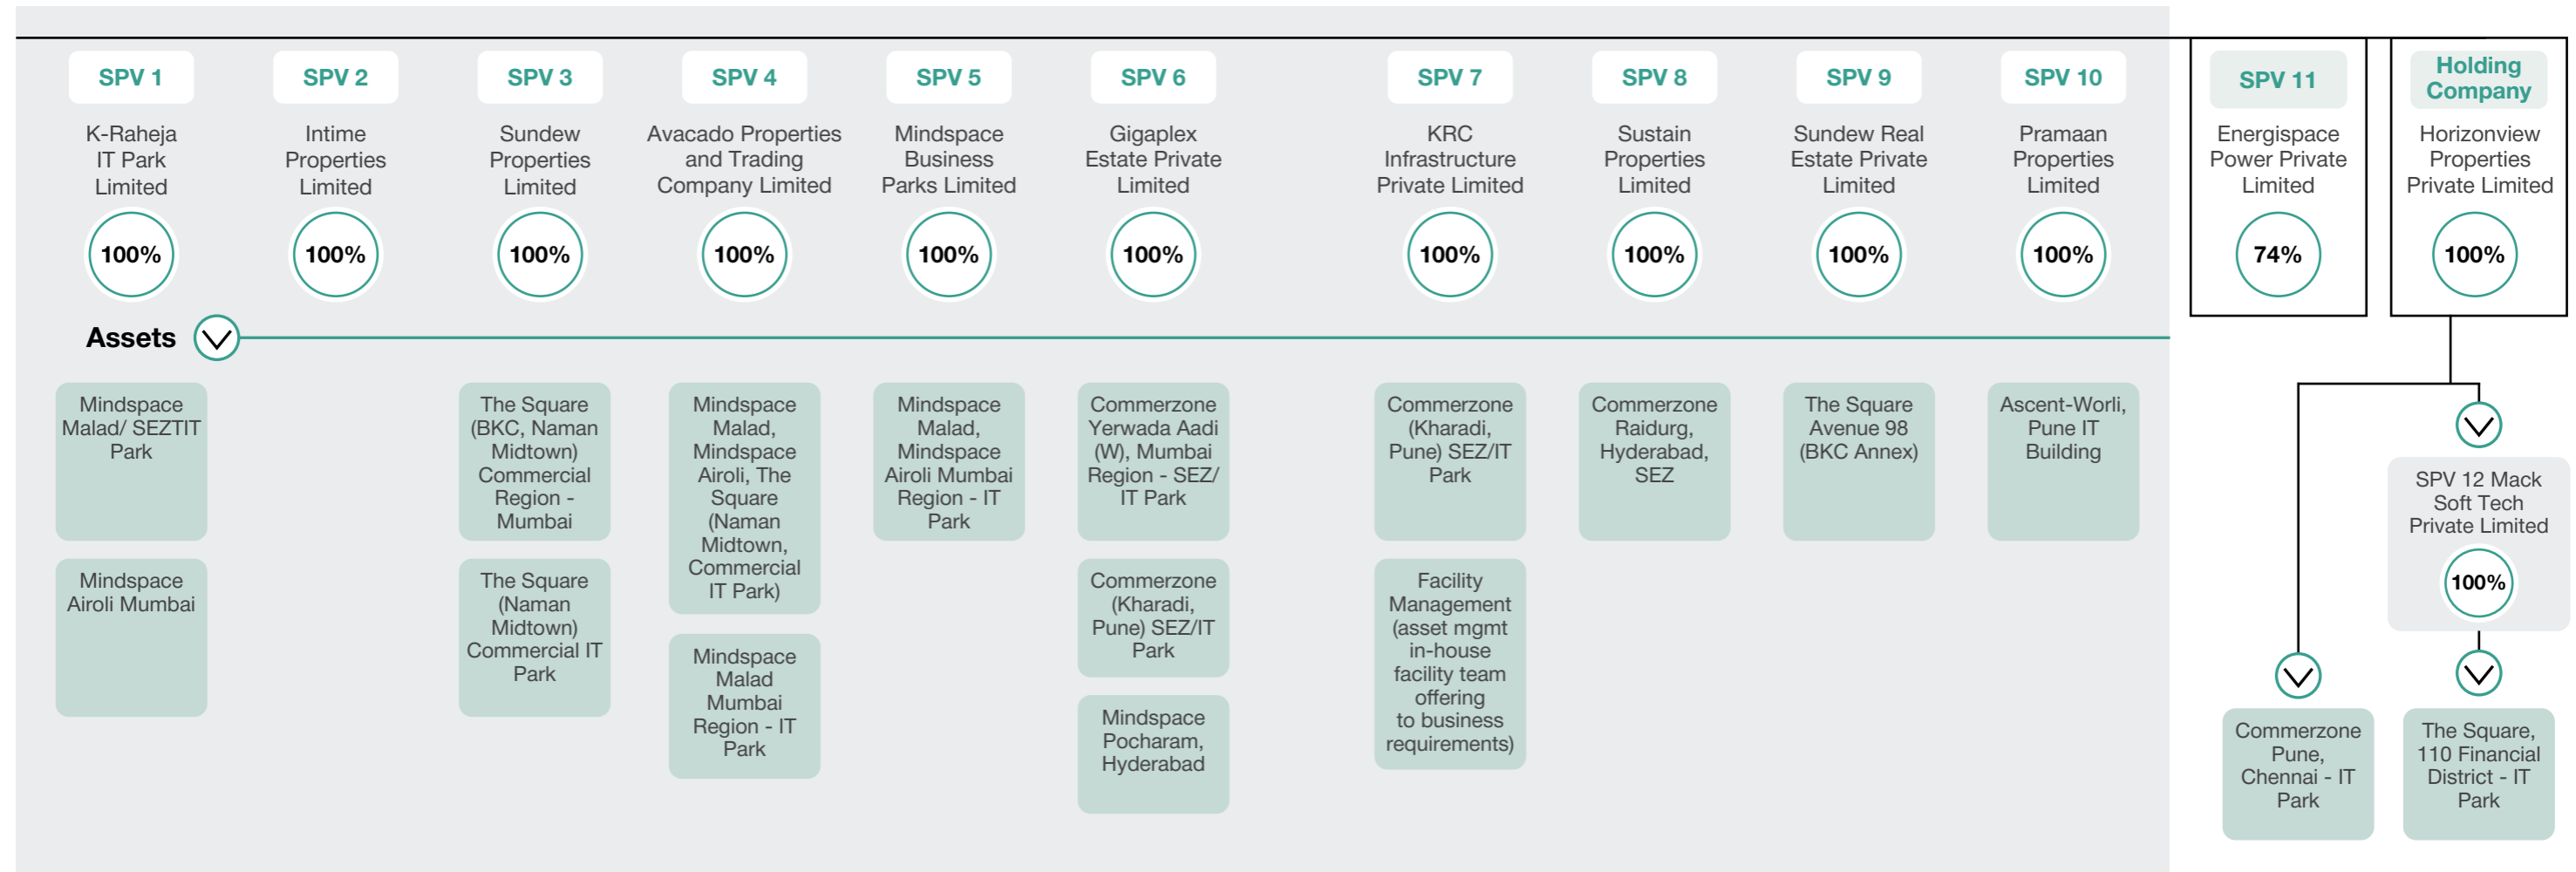 SPV 1
K-Raheja
IT Park
Limited
100%
SPV 2
Intime
Properties
Limited
100%
SPV 3
Sundew
Properties
Limited
100%
SPV 4
Avacado Properties
and Trading
Company Limited
100%
SPV 5
Mindspace
Business
Parks Limited
100%
SPV 6
Gigaplex
Estate Private
Limited
100%
SPV 7
KRC
Infrastructure
Private Limited
100%
SPV 8
Sustain
Properties
Limited
100%
SPV 9
Sundew Real
Estate Private
Limited
100%
SPV 10
Pramaan
Properties
Limited
100%
SPV 11
Energispace
Power Private
Limited
74%
Holding
Company
Horizonview
Properties
Private Limited
100%
Assets
Mindspace
Malad/ SEZTIT
Park
Mindspace
Airoli Mumbai
The Square
(BKC, Naman
Midtown)
Commercial
Region -
Mumbai
The Square
(Naman
Midtown)
Commercial IT
Park
Mindspace
Malad,
Mindspace
Airoli, The
Square
(Naman
Midtown,
Commercial
IT Park)
Mindspace
Malad
Mumbai
Region - IT
Park
Mindspace
Malad,
Mindspace
Airoli Mumbai
Region - IT
Park
Commerzone
Yerwada Aadi
(W), Mumbai
Region - SEZ/
IT Park
Commerzone
(Kharadi,
Pune) SEZ/IT
Park
Mindspace
Pocharam,
Hyderabad
Commerzone
(Kharadi,
Pune) SEZ/IT
Park
Facility
Management
(asset mgmt
in-house
facility team
offering
to business
requirements)
Commerzone
Raidurg,
Hyderabad,
SEZ
The Square
Avenue 98
(BKC Annex)
Ascent-Worli,
Pune IT
Building
SPV 12 Mack
Soft Tech
Private Limited
100%
Commerzone
Pune,
Chennai - IT
Park
The Square,
110 Financial
District - IT
Park